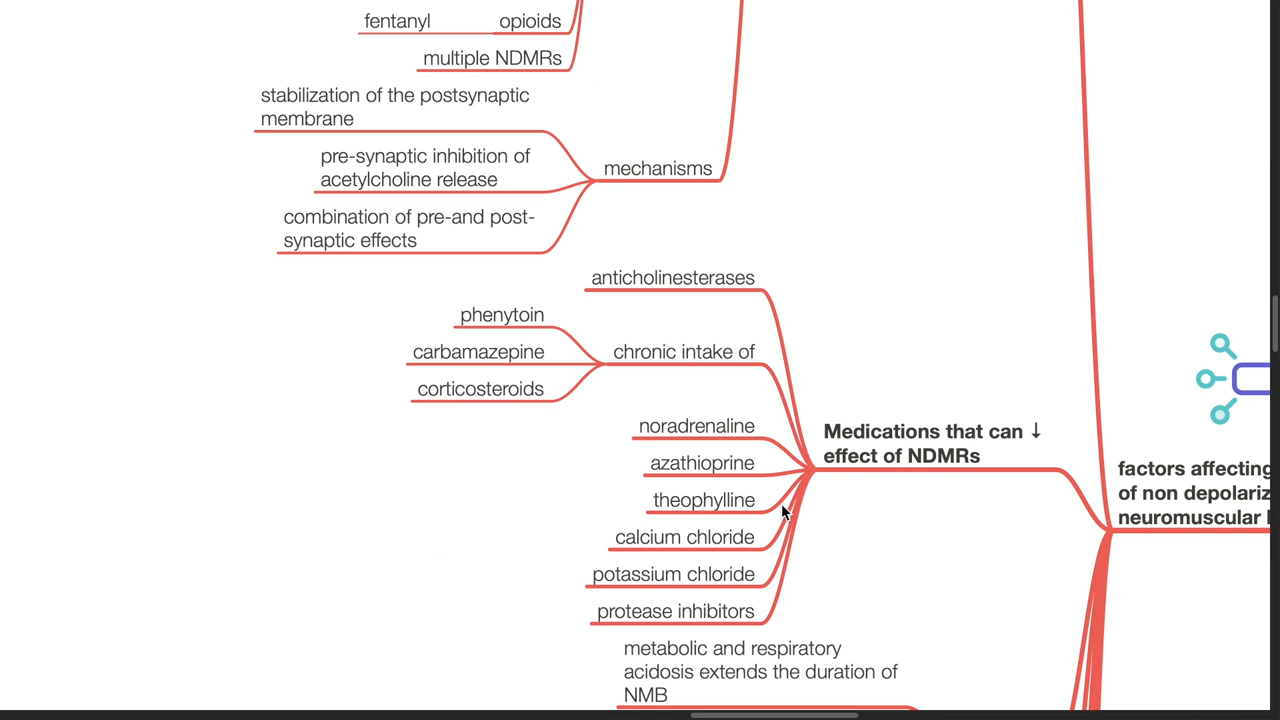 fentanyl
opioids
multiple NDMRs
stabilization of the postsynaptic
membrane
pre-synaptic inhibition of
acetylcholine release
mechanisms
combination of pre-and post-
synaptic effects
anticholinesterases
phenytoin
carbamazepine
chronic intake of
corticosteroids
noradrenaline
Medications that can ↓
effect of NDMRs
azathioprine
theophylline
calcium chloride
potassium chloride
protease inhibitors
factors affecting
of non depolariz
neuromuscular
metabolic and respiratory
acidosis extends the duration of
NMB